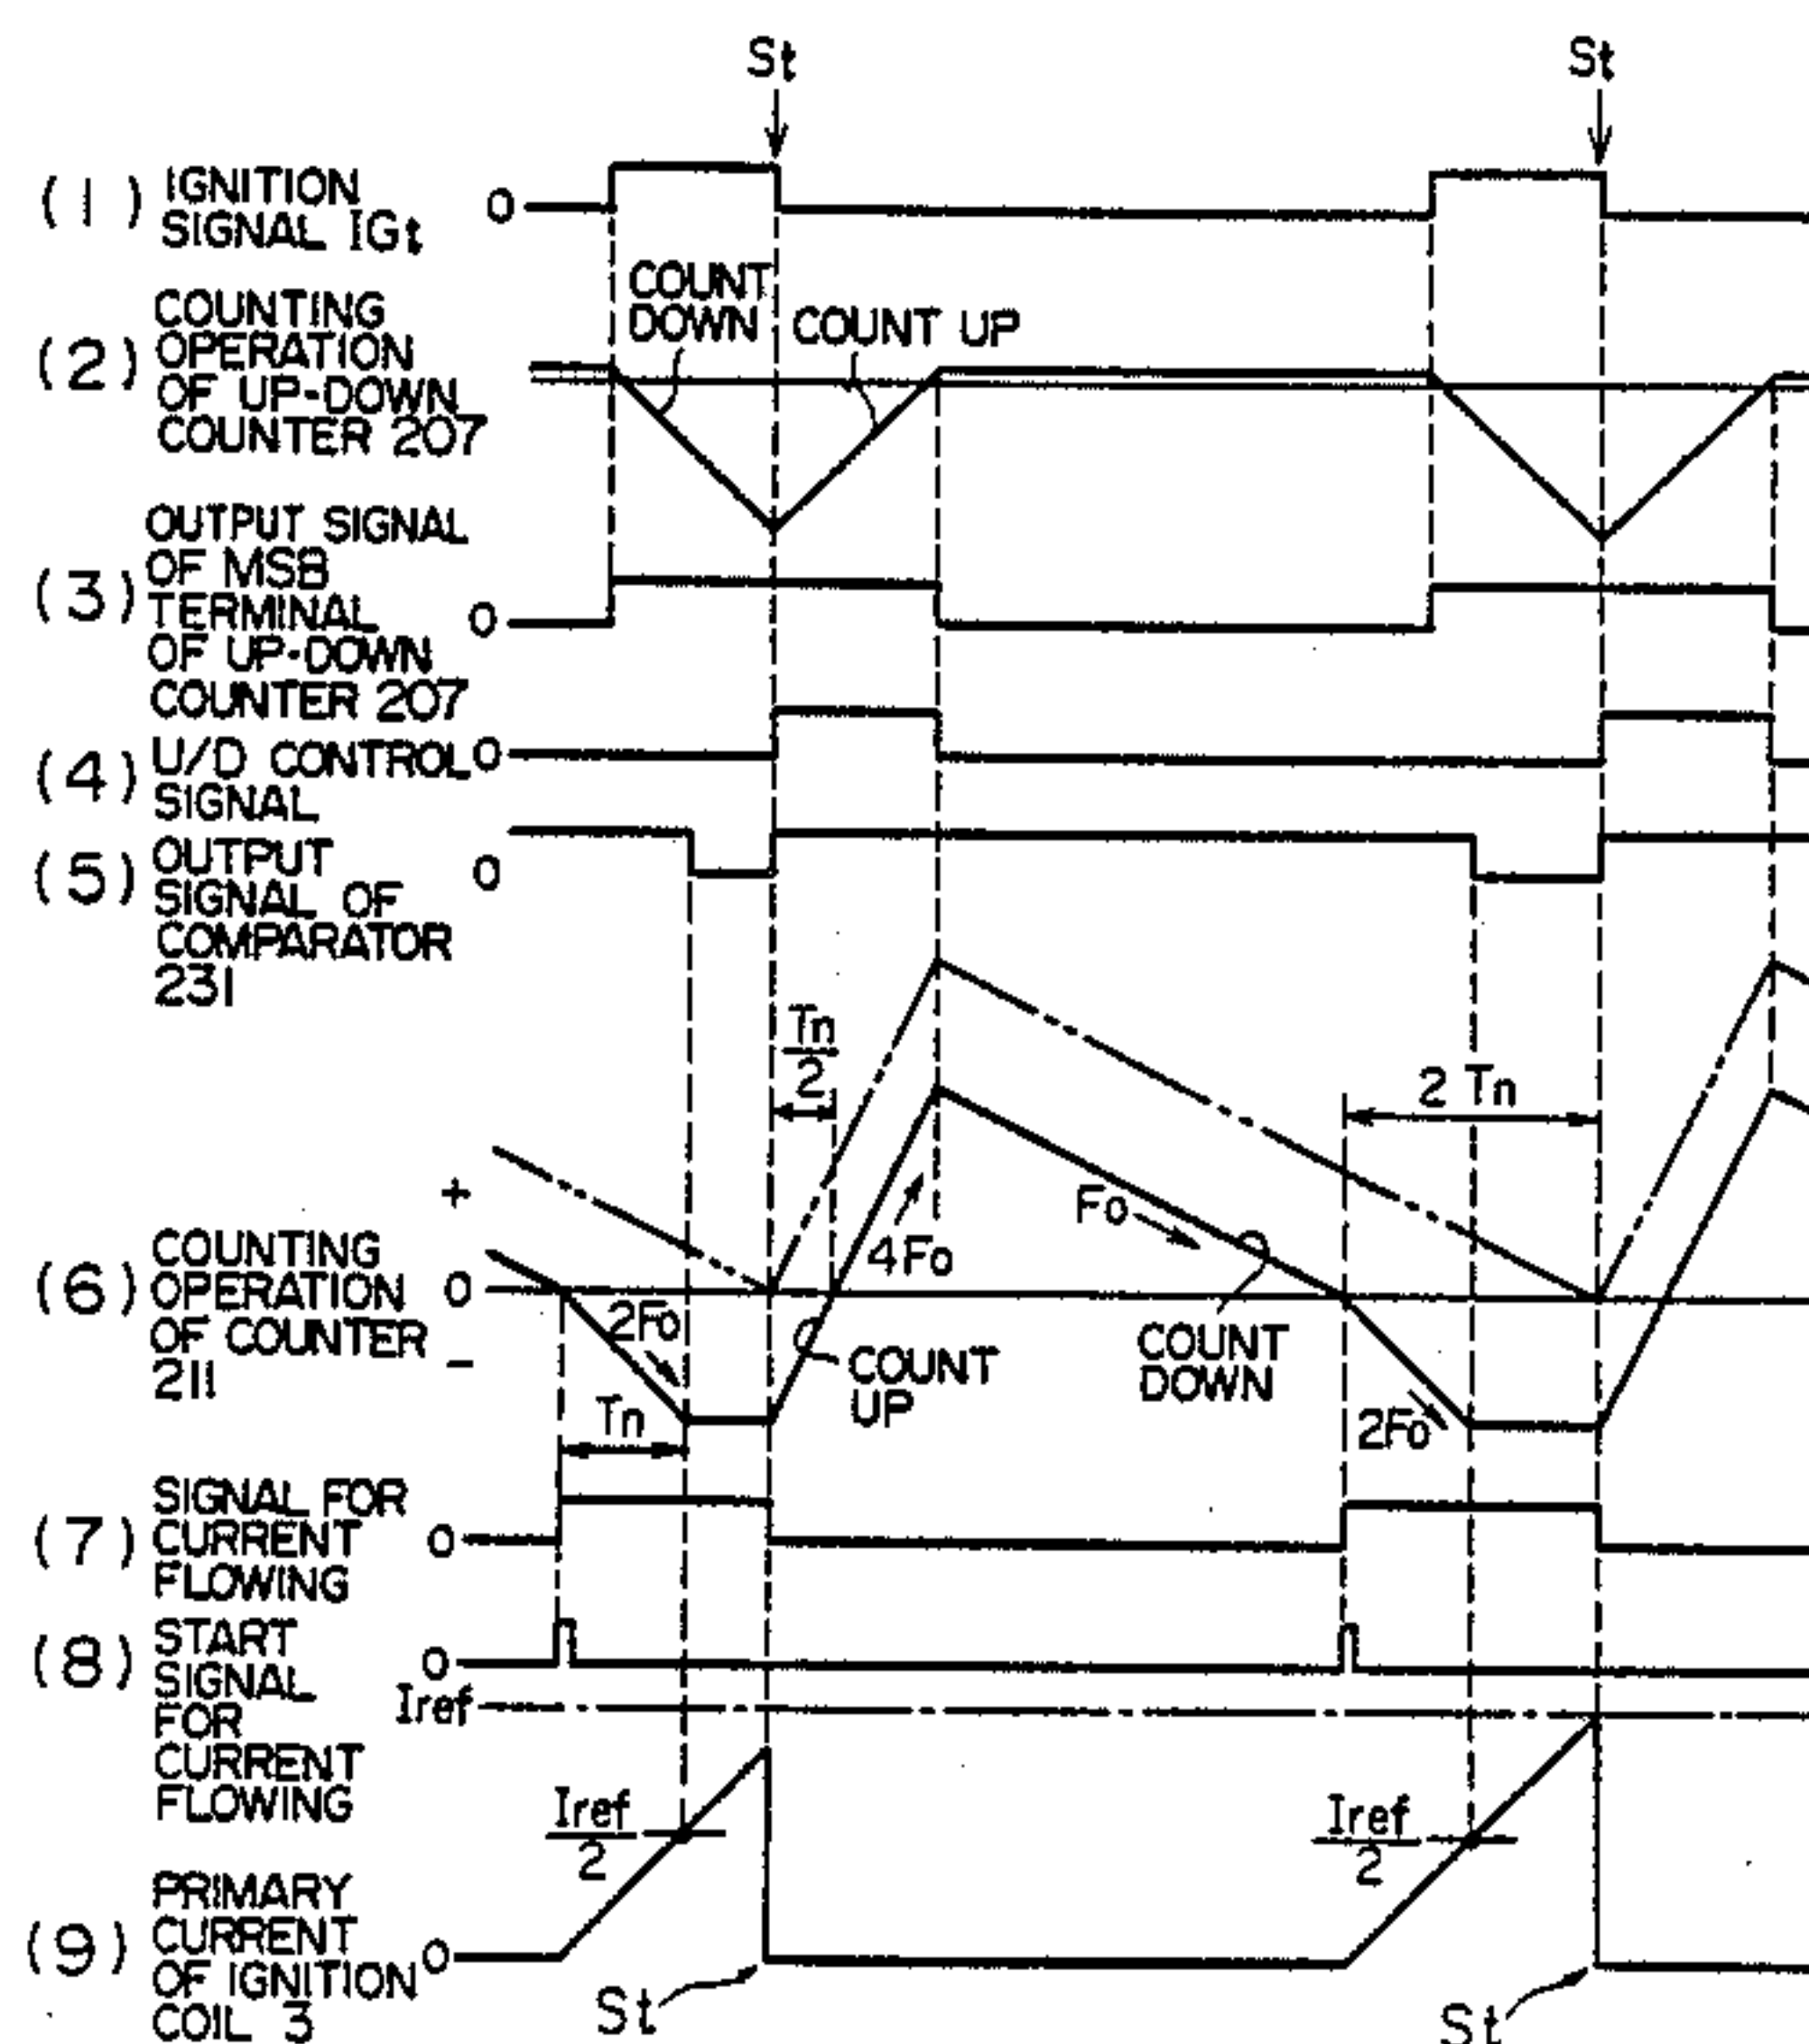 St St
(1) IGNITION
SIGNAL IGt
0
COUNT
DOWN
COUNT UP
(2) COUNTING
OPERATION
OF UP-DOWN
COUNTER 207
(3) OUTPUT SIGNAL
OF MSB
TERMINAL
OF UP-DOWN
COUNTER 207
0
(4) U/D CONTROL
SIGNAL
0
(5) OUTPUT
SIGNAL OF
COMPARATOR
231
0
Tn
2
2 Tn
+
4Fo
Fo
(6) COUNTING
OPERATION
OF COUNTER
211
0
-
2Fo
COUNT
UP
COUNT
DOWN
2Fo
Tn
(7) SIGNAL FOR
CURRENT
FLOWING
0
(8) START
SIGNAL
FOR
CURRENT
FLOWING
0
Iref
Iref
2
Iref
2
(9) PRIMARY
CURRENT
OF IGNITION
COIL 3
0
St St